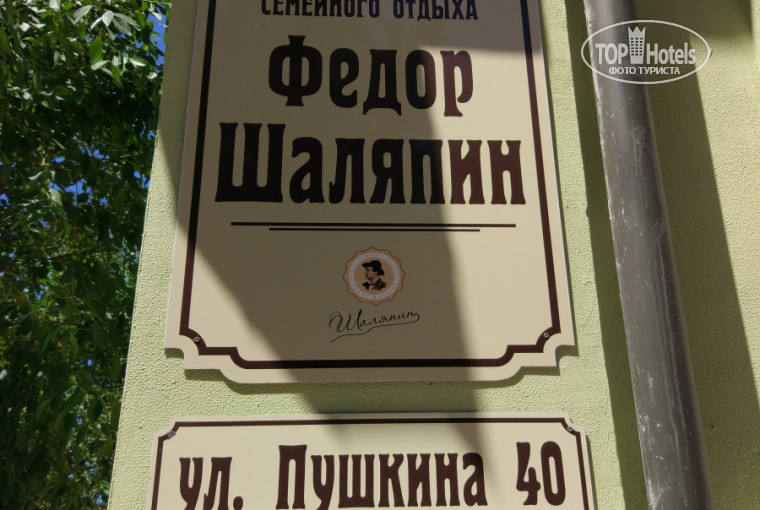 СЕМЕЙНОГО ОТДЫХА
ФЕДОР
ШАЛЯПИН
Шаляпин
ул. Пушкина 40
TOP Hotels
ФОТО ТУРИСТА